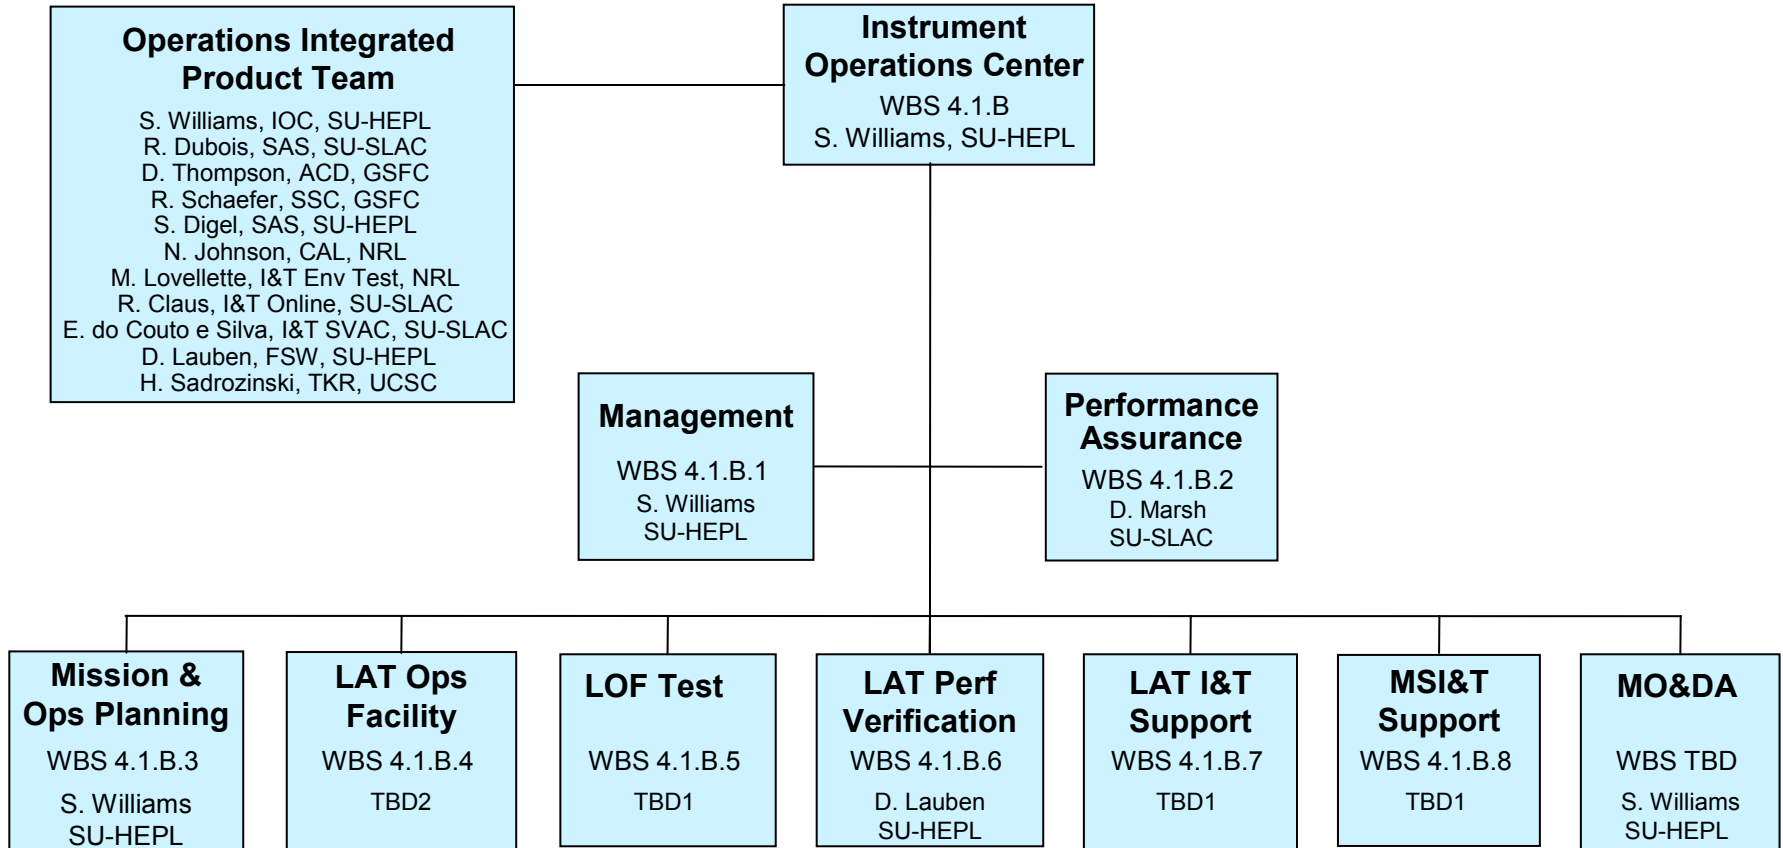 Operations Integrated
Product Team
S. Williams, IOC, SU-HEPL
R. Dubois, SAS, SU-SLAC
D. Thompson, ACD, GSFC
R. Schaefer, SSC, GSFC
S. Digel, SAS, SU-HEPL
N. Johnson, CAL, NRL
M. Lovellette, I&T Env Test, NRL
R. Claus, I&T Online, SU-SLAC
E. do Couto e Silva, I&T SVAC, SU-SLAC
D. Lauben, FSW, SU-HEPL
H. Sadrozinski, TKR, UCSC
Instrument
Operations Center
WBS 4.1.B
S. Williams, SU-HEPL
Management
WBS 4.1.B.1
S. Williams
SU-HEPL
Performance
Assurance
WBS 4.1.B.2
D. Marsh
SU-SLAC
Mission &
Ops Planning
WBS 4.1.B.3
S. Williams
SU-HEPL
LAT Ops
Facility
WBS 4.1.B.4
TBD2
LOF Test
WBS 4.1.B.5
TBD1
LAT Perf
Verification
WBS 4.1.B.6
D. Lauben
SU-HEPL
LAT I&T
Support
WBS 4.1.B.7
TBD1
MSI&T
Support
WBS 4.1.B.8
TBD1
MO&DA
WBS TBD
S. Williams
SU-HEPL